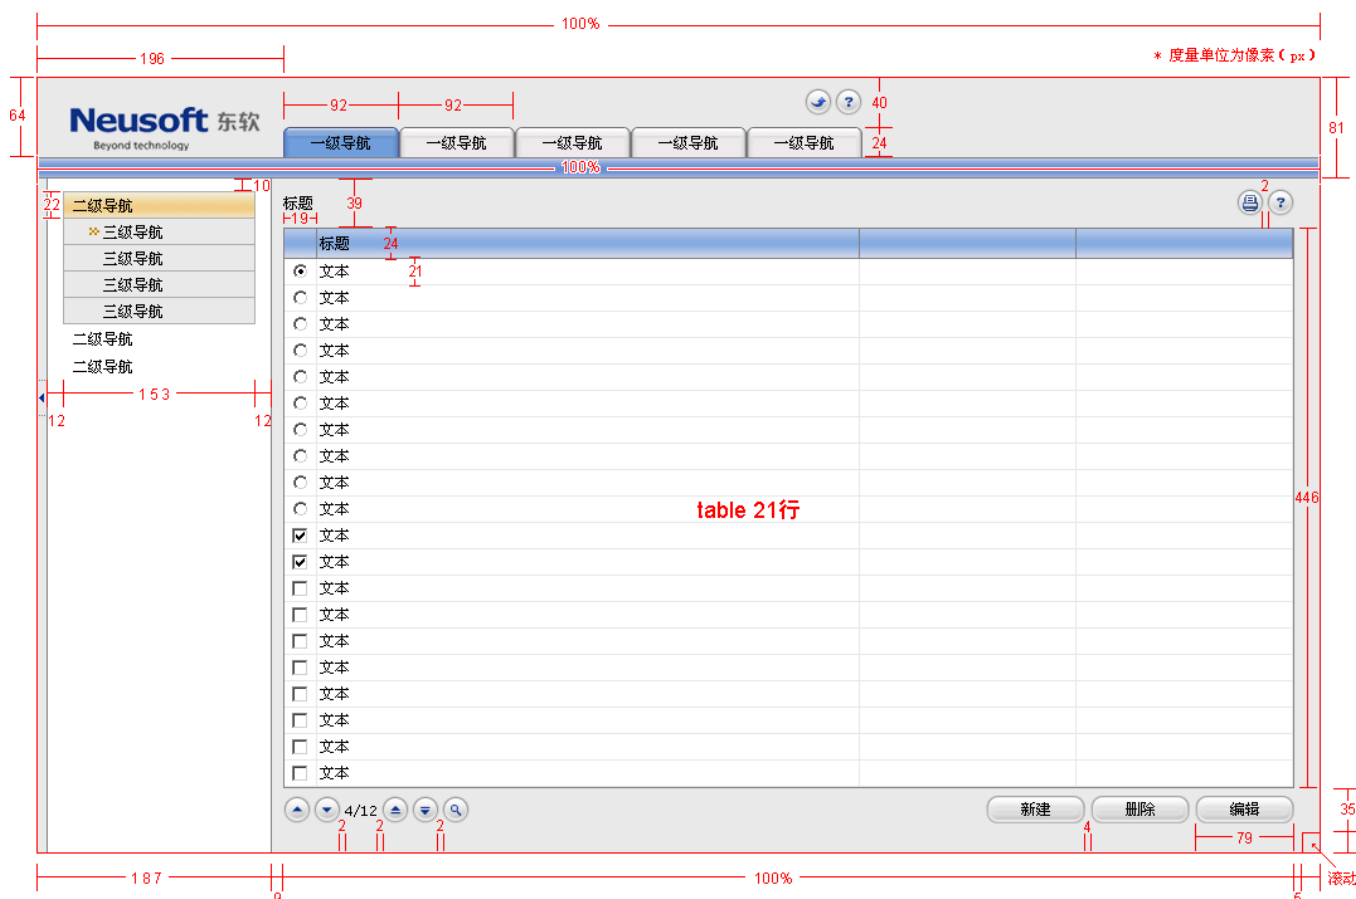 100%
196
* 度量单位为像素（px）
64
Neusoft 东软
Beyond technology
92
92
40
81
一级导航
一级导航
一级导航
一级导航
一级导航
24
100%
10
22
二级导航
三级导航
三级导航
三级导航
三级导航
二级导航
二级导航
153
12
12
标题
39
19
2
标题
24
文本
21
文本
文本
文本
文本
文本
文本
文本
文本
文本
table 21行
446
文本
文本
文本
文本
文本
文本
文本
文本
文本
文本
4/12
2
2
2
新建
删除
编辑
4
79
35
滚动
187
9
100%
5